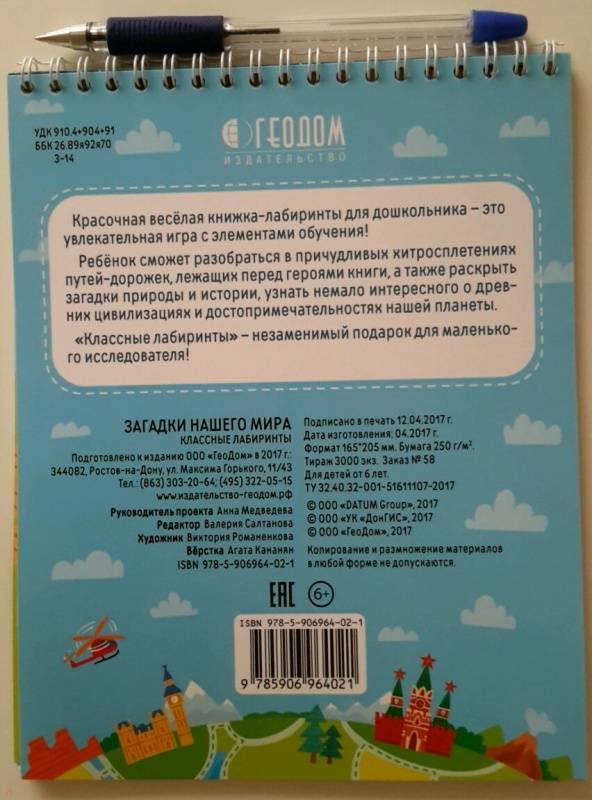 УДК 910.4+904+91
ББК 26.89я92я70
З-14
ГЕОДОМ
ИЗДАТЕЛЬСТВО
Красочная весёлая книжка-лабиринты для дошкольника – это
увлекательная игра с элементами обучения!
Ребёнок сможет разобраться в причудливых хитросплетениях
путей-дорожек, лежащих перед героями книги, а также раскрыть
загадки природы и истории, узнать немало интересного о древ-
них цивилизациях и достопримечательностях нашей планеты.
«Классные лабиринты» – незаменимый подарок для маленько-
го исследователя!
ЗАГАДКИ НАШЕГО МИРА
КЛАССНЫЕ ЛАБИРИНТЫ
Подготовлено к изданию ООО «ГеоДом» в 2017 г.:
344082, Ростов-на-Дону, ул. Максима Горького, 11/43
Тел.: (863) 303-20-64; (495) 322-05-15
www.издательство-геодом.рф
Руководитель проекта Анна Медведева
Редактор Валерия Салтанова
Художник Виктория Романенкова
Вёрстка Агата Кананян
ISBN 978-5-906964-02-1
Подписано в печать 12.04.2017 г.
Дата изготовления: 04.2017 г.
Формат 165*205 мм. Бумага 250 г/м².
Тираж 3000 экз. Заказ № 58
Для детей от 6 лет.
ТУ 32.40.32-001-51611107-2017
© ООО «DATUM Group», 2017
© ООО «УК «ДонГИС», 2017
© ООО «ГеоДом», 2017
Копирование и размножение материалов
в любой форме не допускаются.
EAC 6+
ISBN 978-5-906964-02-1
9 785906 964021